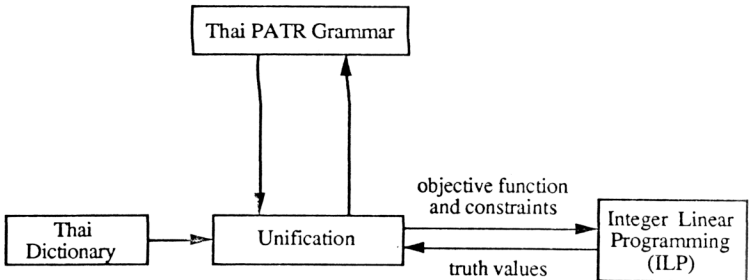 Thai PATR Grammar
objective function
and constraints
Thai
Dictionary
Unification
Integer Linear
Programming
(ILP)
truth values